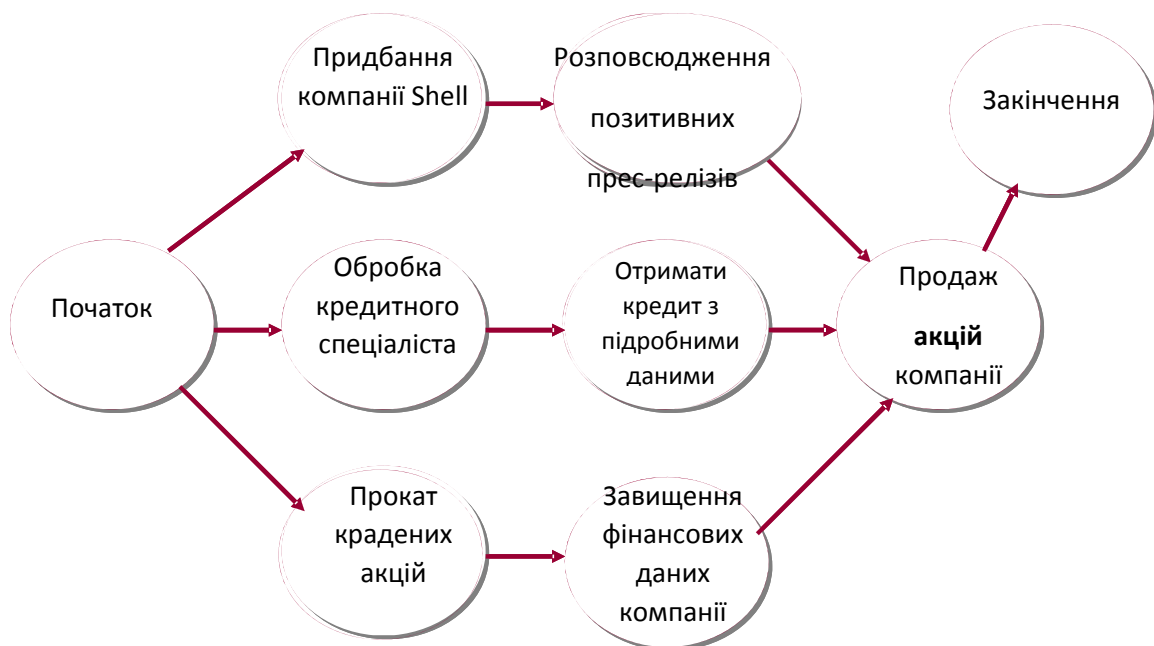 Початок
Придбання
компанії Shell
Розповсюдження
позитивних
прес-релізів
Обробка
кредитного
спеціаліста
Отримати
кредит з
підробними
даними
Прокат
крадених
акцій
Завищення
фінансових
даних
компанії
Продаж
акцій
компанії
Закінчення